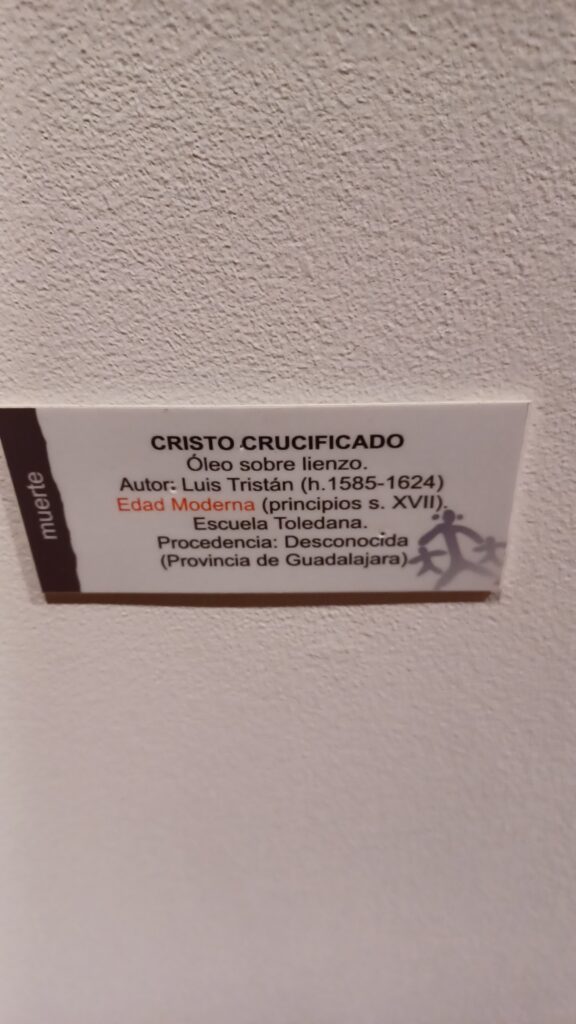 muerte
CRISTO CRUCIFICADO
Óleo sobre lienzo.
Autor: Luis Tristán (h.1585-1624)
Edad Moderna (principios s. XVII).
Escuela Toledana.
Procedencia: Desconocida
(Provincia de Guadalajara)